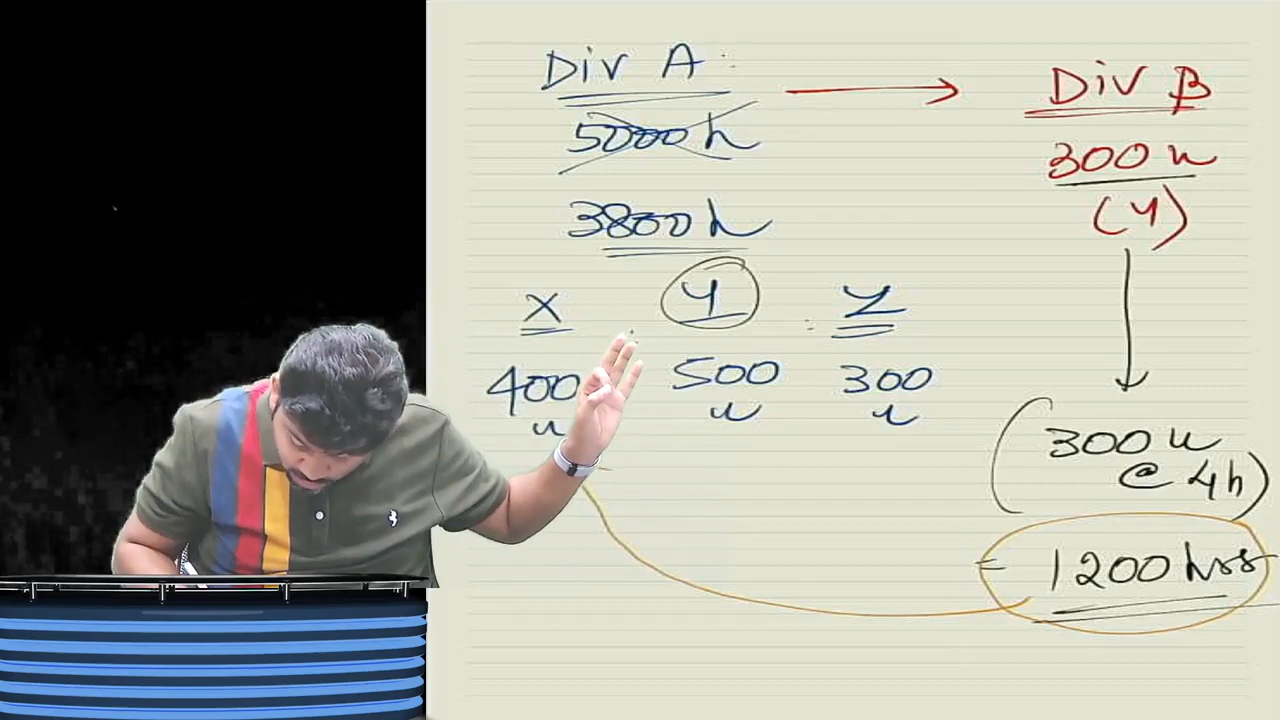 Div A: → Div B
5000 h
300 u
(Y)
3800 h
X Y Z
400 u
500 u
300 u
(300 u
@ 4h)
= 1200 hrs